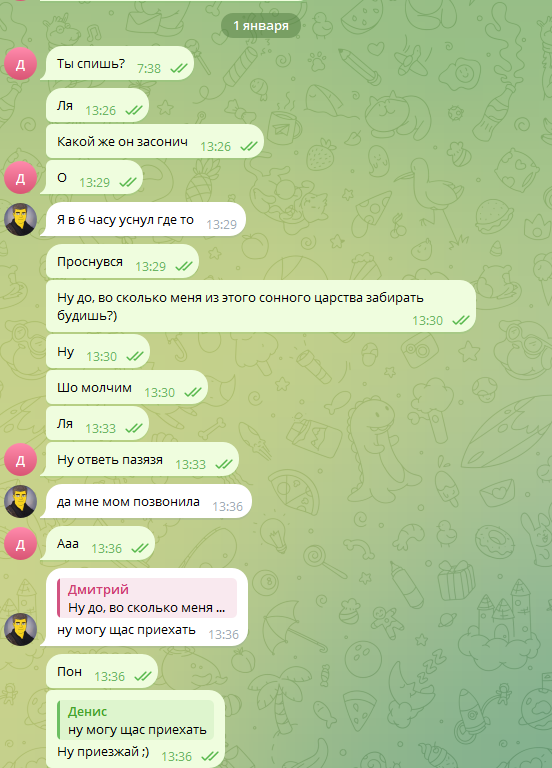 1 января
Д
Ты спишь? 7:38
Ля 13:26
Какой же он засонич 13:26
Д
О 13:29
Я в 6 часу уснул где то 13:29
Проснувся 13:29
Ну до, во сколько меня из этого сонного царства забирать
будишь?)
13:30
Ну 13:30
Шо молчим 13:30
Ля 13:33
Д
Ну ответь пазязя 13:33
да мне мом позвонила 13:36
Д
Ааа 13:36
Дмитрий
Ну до, во сколько меня ...
ну могу щас приехать 13:36
Пон 13:36
Денис
ну могу щас приехать
Ну приезжай ;) 13:36